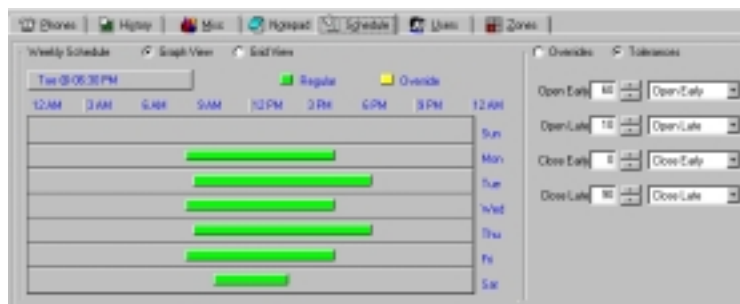 Phones History Misc Notepad Schedule Users Zones
Weekly Schedule Graph View Grid View
Overrides Tolerances
Tue @ 06:30 PM
Regular Override
12 AM 3 AM 6 AM 9 AM 12 PM 3 PM 6 PM 9 PM 12 AM
Sun
Mon
Tue
Wed
Thu
Fri
Sat
Open Early 60 Open Early
Open Late 10 Open Late
Close Early Close Early
Close Late 90 Close Late